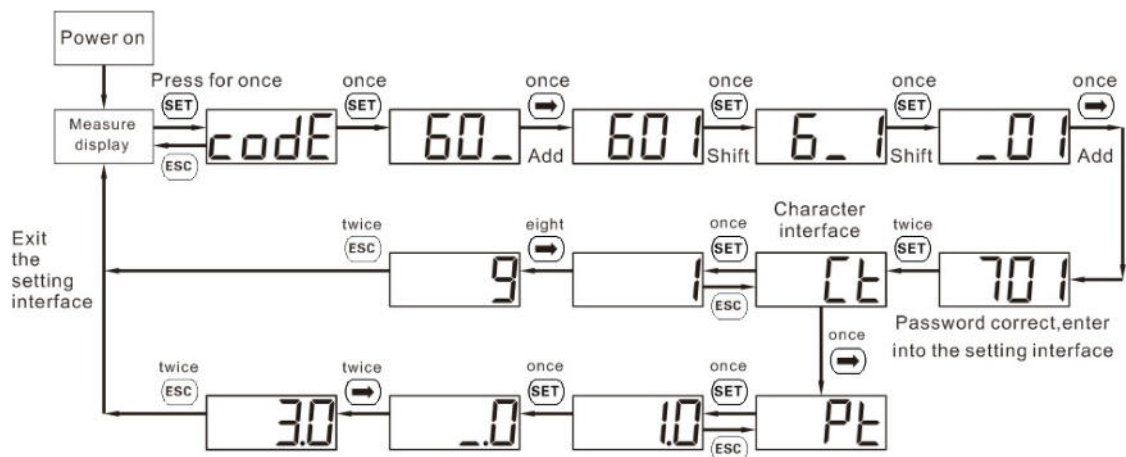 Power on
Press for once
once
once
once
once
once
SET
SET
➡
SET
SET
➡
Measure
display
codE
60_
601
6_1
_01
ESC
Add
Shift
Shift
Add
Exit
the
setting
interface
twice
ESC
eight
➡
once
SET
Character
interface
twice
SET
9
1
Ct
701
ESC
Password correct,enter
into the setting interface
once
➡
twice
ESC
twice
➡
once
SET
once
SET
3.0
_.0
1.0
Pt
ESC